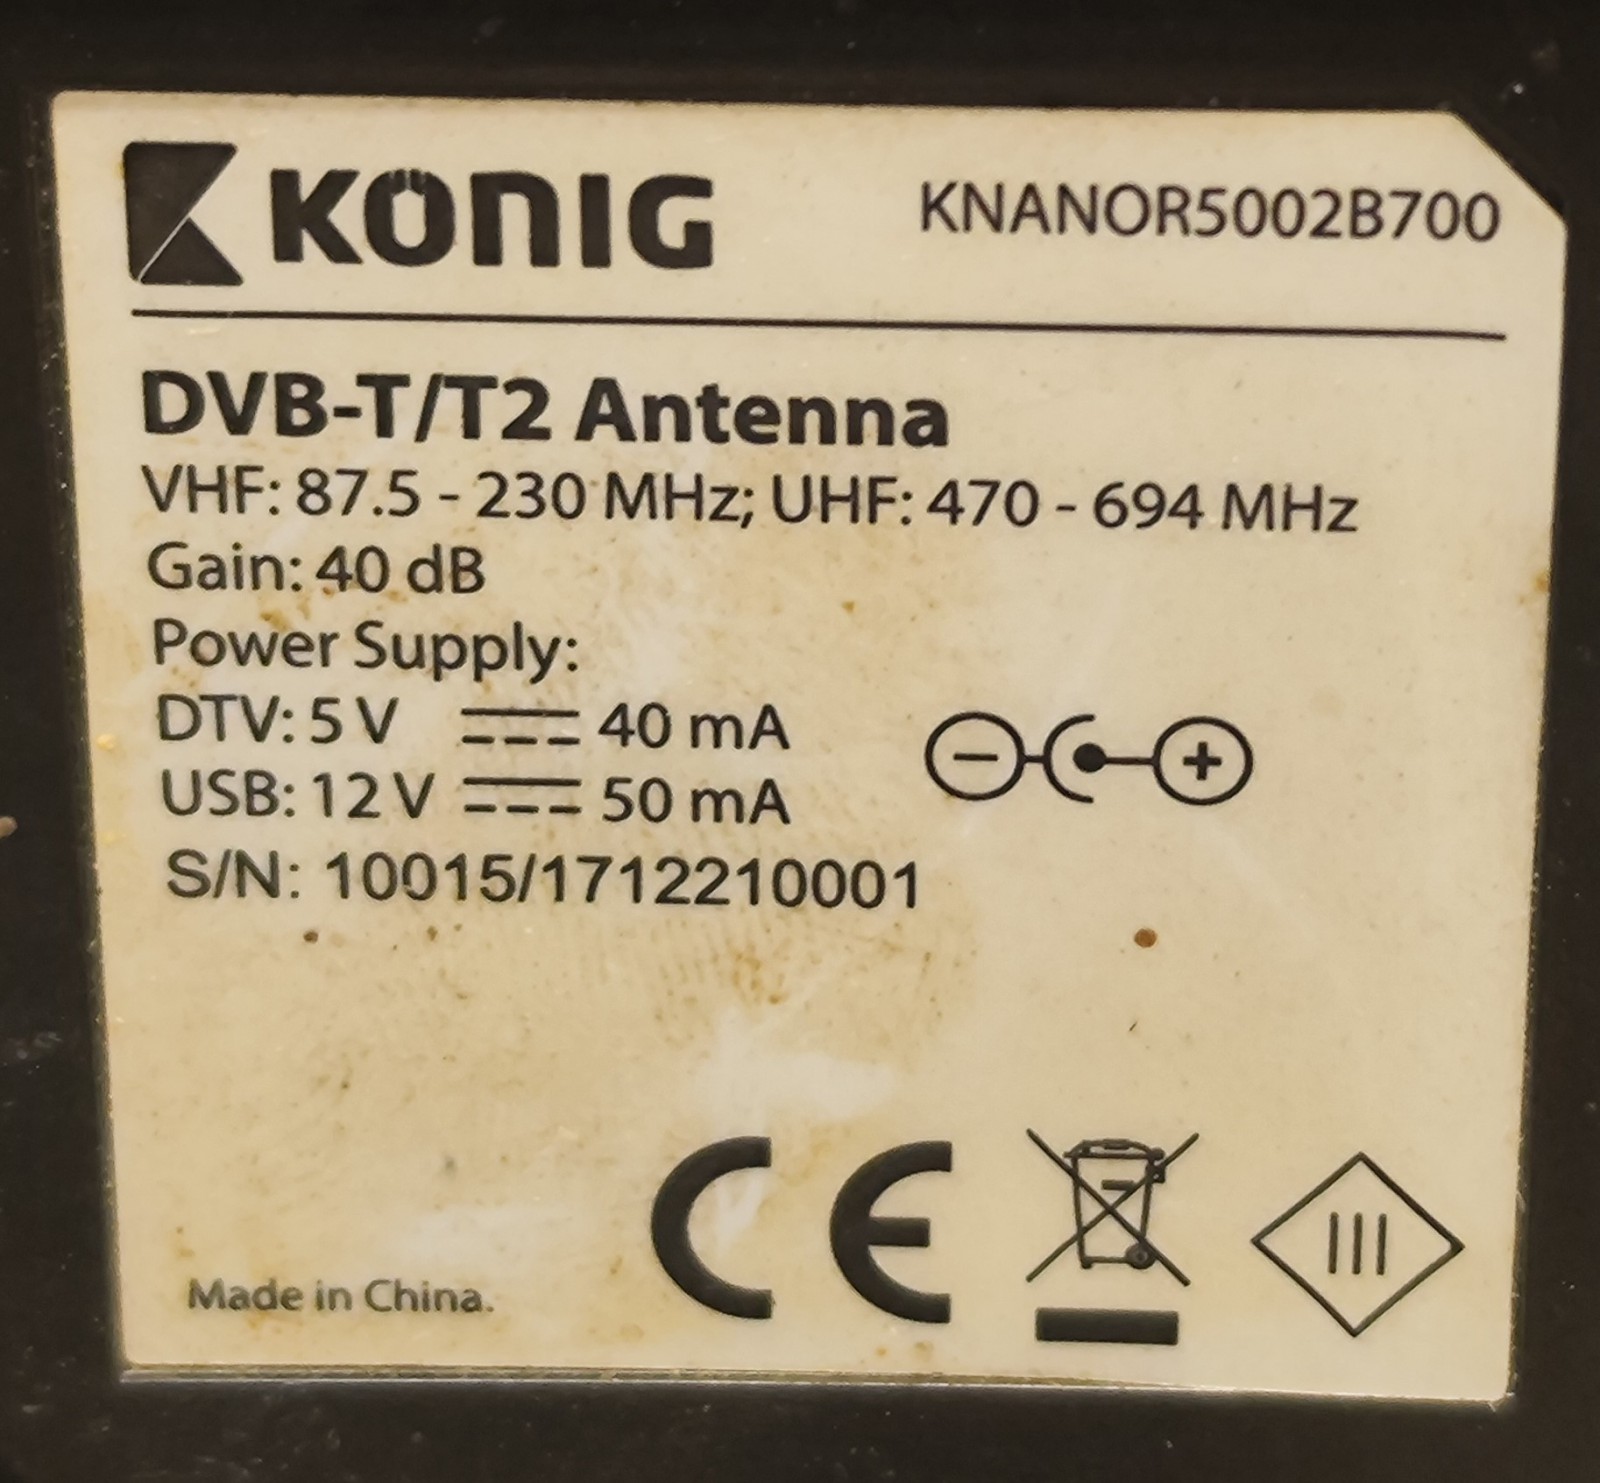 KÖNIG
KNANOR5002B700
DVB-T/T2 Antenna
VHF: 87.5 - 230 MHz; UHF: 470 - 694 MHz
Gain: 40 dB
Power Supply:
DTV: 5 V ⎓ 40 mA
USB: 12 V ⎓ 50 mA
S/N: 10015/1712210001
Made in China.
CE
III